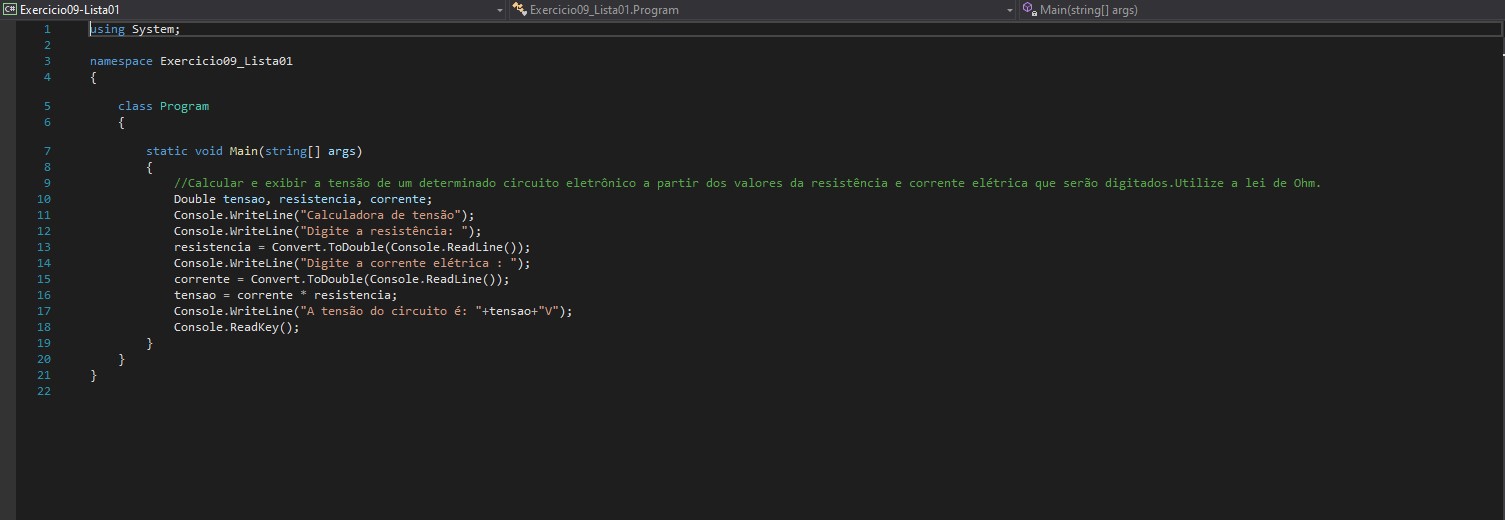 C# Exercicio09-Lista01 Exercicio09_Lista01.Program Main(string[] args)
1 using System;
2
3 namespace Exercicio09_Lista01
4 {
5 class Program
6 {
7 static void Main(string[] args)
8 {
9 //Calcular e exibir a tensão de um determinado circuito eletrônico a partir dos valores da resistência e corrente elétrica que serão digitados.Utilize a lei de Ohm.
10 Double tensao, resistencia, corrente;
11 Console.WriteLine("Calculadora de tensão");
12 Console.WriteLine("Digite a resistência: ");
13 resistencia = Convert.ToDouble(Console.ReadLine());
14 Console.WriteLine("Digite a corrente elétrica : ");
15 corrente = Convert.ToDouble(Console.ReadLine());
16 tensao = corrente * resistencia;
17 Console.WriteLine("A tensão do circuito é: "+tensao+"V");
18 Console.ReadKey();
19 }
20 }
21 }
22